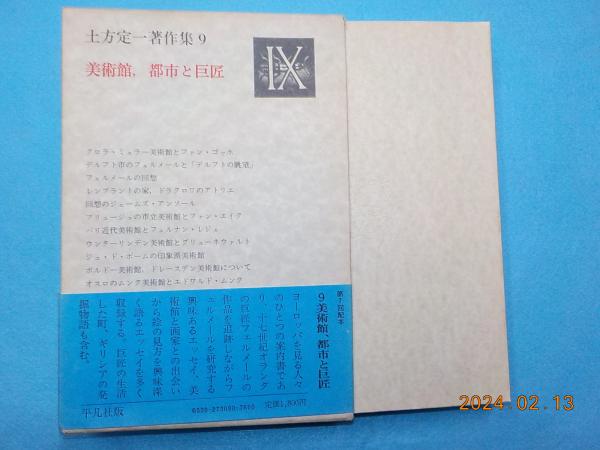 土方定一著作集 9
美術館，都市と巨匠
IX
クロラ・ミュラー美術館とファン・ゴッホ
デルフト市のフェルメールと「デルフトの眺望」
フェルメールの回想
レンブラントの家，ドラクロワのアトリエ
回想のジェームズ・アンソール
ブリュージュの市立美術館とファン・エイク
パリ近代美術館とフェルナン・レジェ
ウンターリンデン美術館とグリューネヴァルト
ジュ・ド・ポームの印象派美術館
ボルドー美術館，ドレースデン美術館について
オスロのムンク美術館とエドワルド・ムンク
第7回配本
9美術館，都市と巨匠
ヨーロッパを見る人々
のひとつの案内書であ
り，十七世紀オランダ
の巨匠フェルメールの
作品を追跡しながらフ
ェルメールを研究する
興味あるエッセイ，美
術館と画家との出会い
から絵の見方を興味深
く語るエッセイを多く
収録する。巨匠の生活
した町，ギリシアの発
掘物語も含む。
平凡社版
定価1,800円
2024.02.13